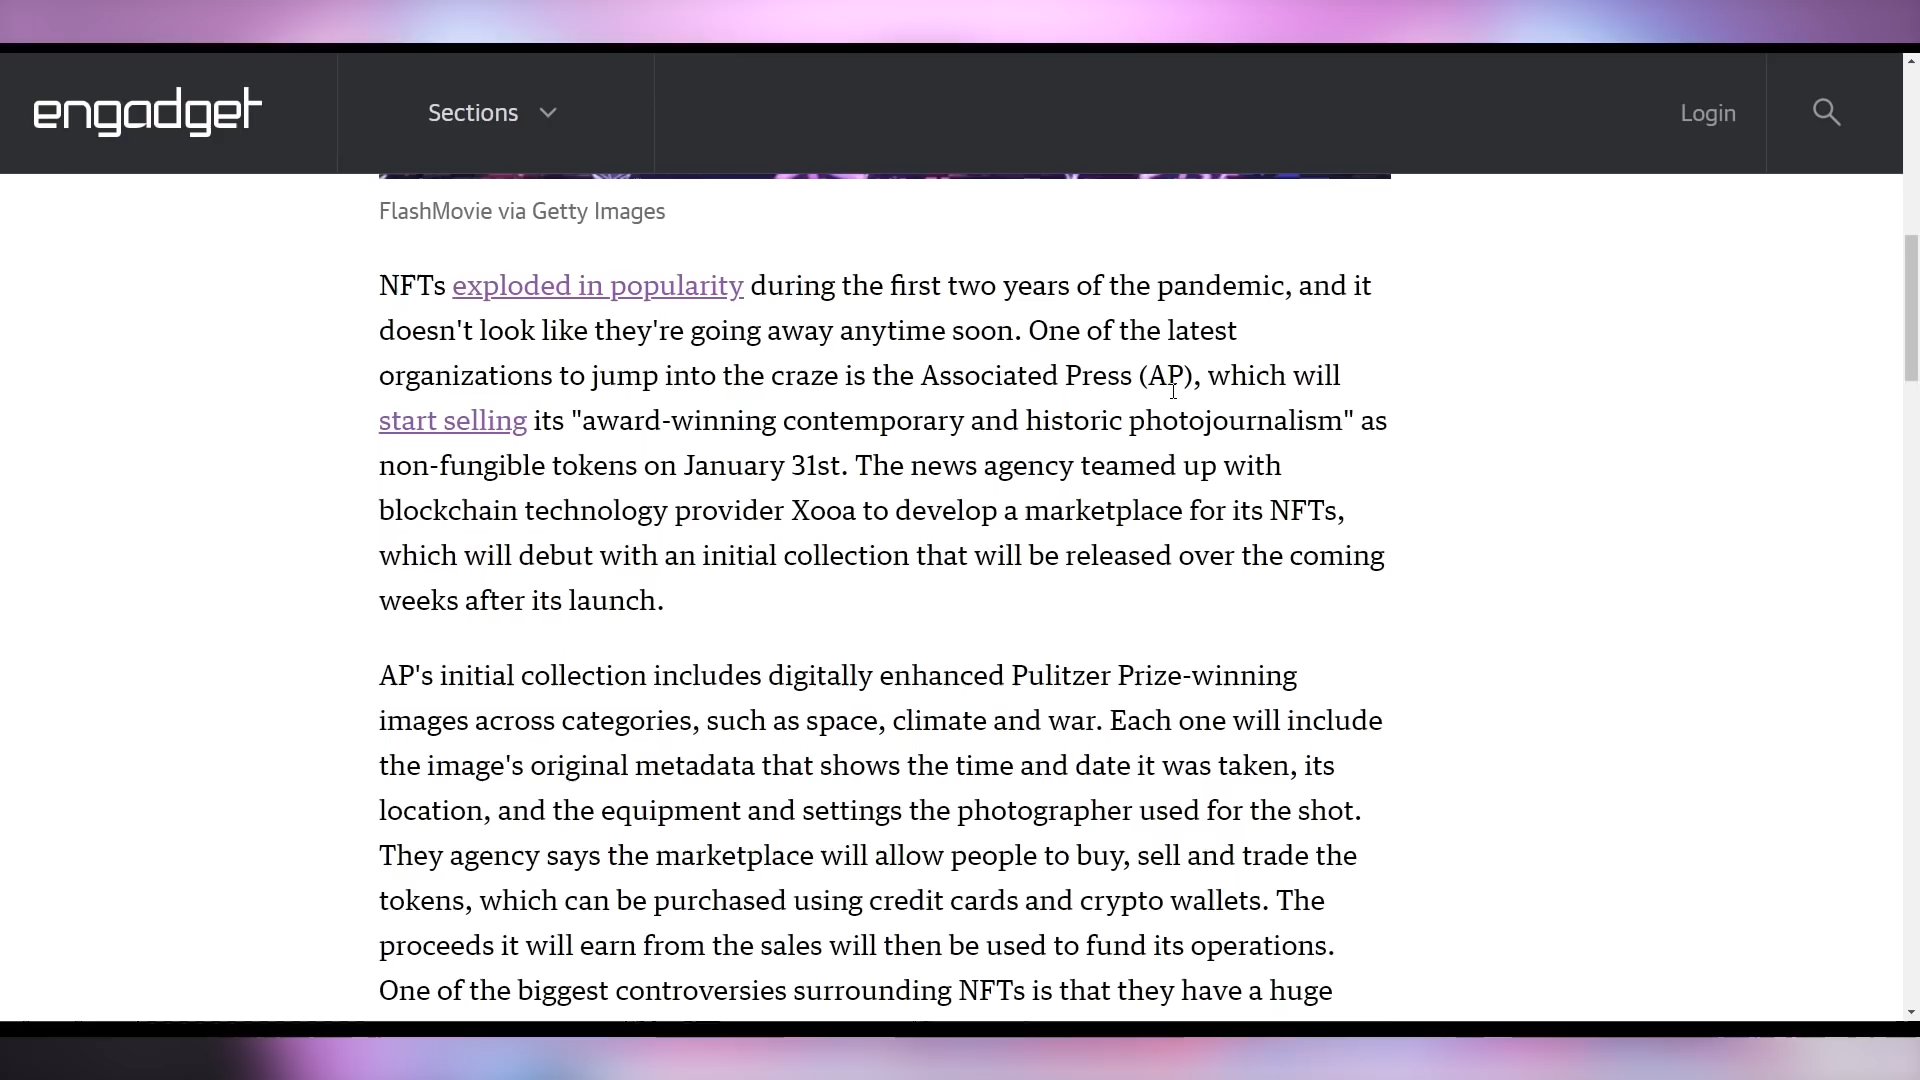 engadget
Sections
Login
FlashMovie via Getty Images
NFTs exploded in popularity during the first two years of the pandemic, and it
doesn't look like they're going away anytime soon. One of the latest
organizations to jump into the craze is the Associated Press (AP), which will
start selling its "award-winning contemporary and historic photojournalism" as
non-fungible tokens on January 31st. The news agency teamed up with
blockchain technology provider Xooa to develop a marketplace for its NFTs,
which will debut with an initial collection that will be released over the coming
weeks after its launch.
AP's initial collection includes digitally enhanced Pulitzer Prize-winning
images across categories, such as space, climate and war. Each one will include
the image's original metadata that shows the time and date it was taken, its
location, and the equipment and settings the photographer used for the shot.
They agency says the marketplace will allow people to buy, sell and trade the
tokens, which can be purchased using credit cards and crypto wallets. The
proceeds it will earn from the sales will then be used to fund its operations.
One of the biggest controversies surrounding NFTs is that they have a huge